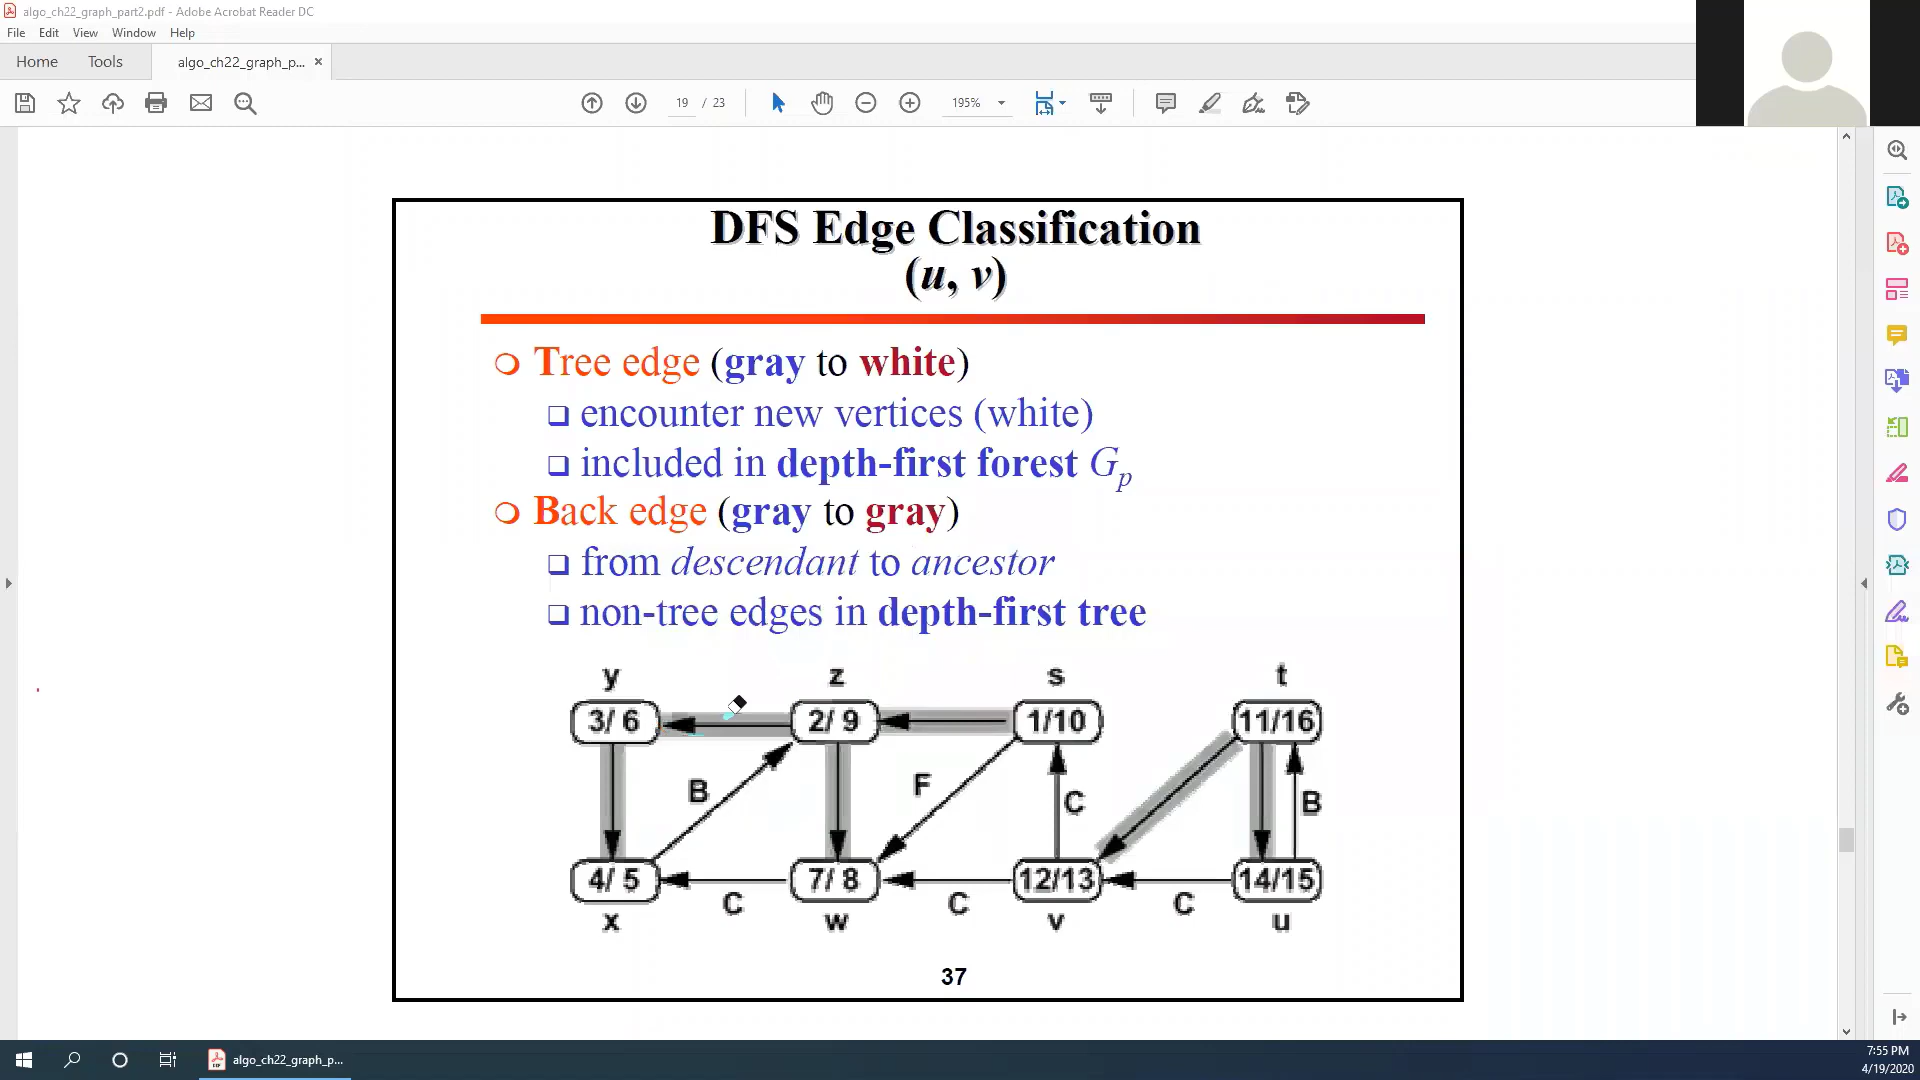 algo_ch22_graph_part2.pdf - Adobe Acrobat Reader DC
File Edit View Window Help
Home Tools algo_ch22_graph_p... ×
19 / 23 195%
DFS Edge Classification
(u, v)
Tree edge (gray to white)
encounter new vertices (white)
included in depth-first forest Gp
Back edge (gray to gray)
from descendant to ancestor
non-tree edges in depth-first tree
y z s t
3/ 6 2/ 9 1/10 11/16
B F C B
4/ 5 7/ 8 12/13 14/15
C C C
x w v u
37
algo_ch22_graph_p...
7:55 PM
4/19/2020